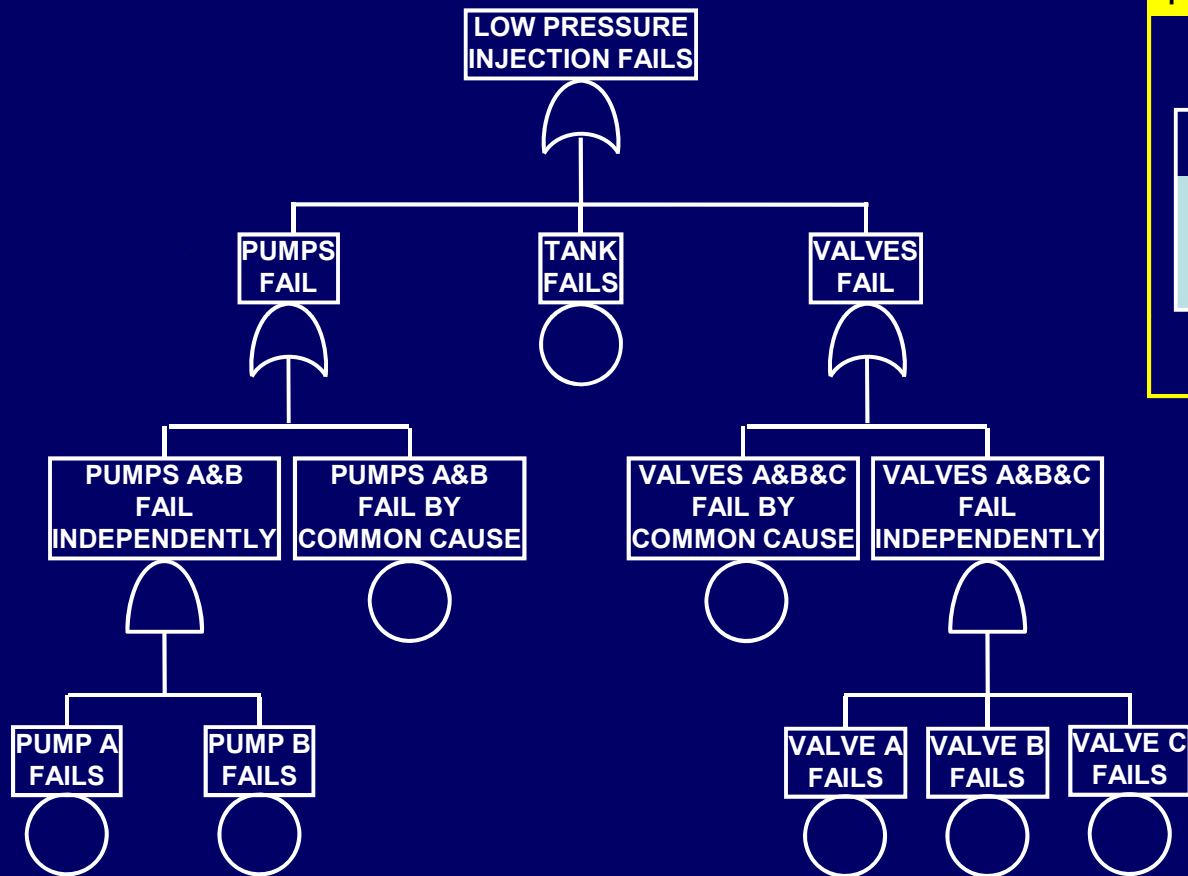 LOW PRESSURE
INJECTION FAILS
PUMPS
FAIL
TANK
FAILS
VALVES
FAIL
PUMPS A&B
FAIL
INDEPENDENTLY
PUMPS A&B
FAIL BY
COMMON CAUSE
VALVES A&B&C
FAIL BY
COMMON CAUSE
VALVES A&B&C
FAIL
INDEPENDENTLY
PUMP A
FAILS
PUMP B
FAILS
VALVE A
FAILS
VALVE B
FAILS
VALVE C
FAILS